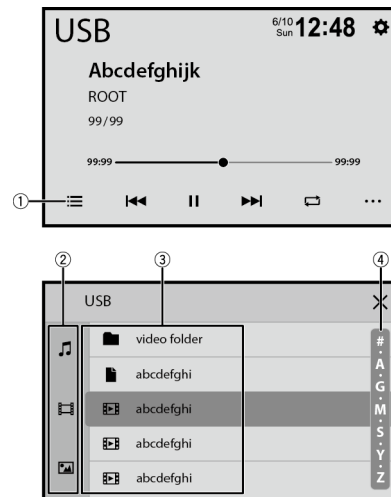 USB
6/10
Sun 12:48
Abcdefghijk
ROOT
99/99
99:99 99:99
①
② ③ ④
USB
video folder
abcdefghi
abcdefghi
abcdefghi
abcdefghi
#
A
G
M
S
Y
Z